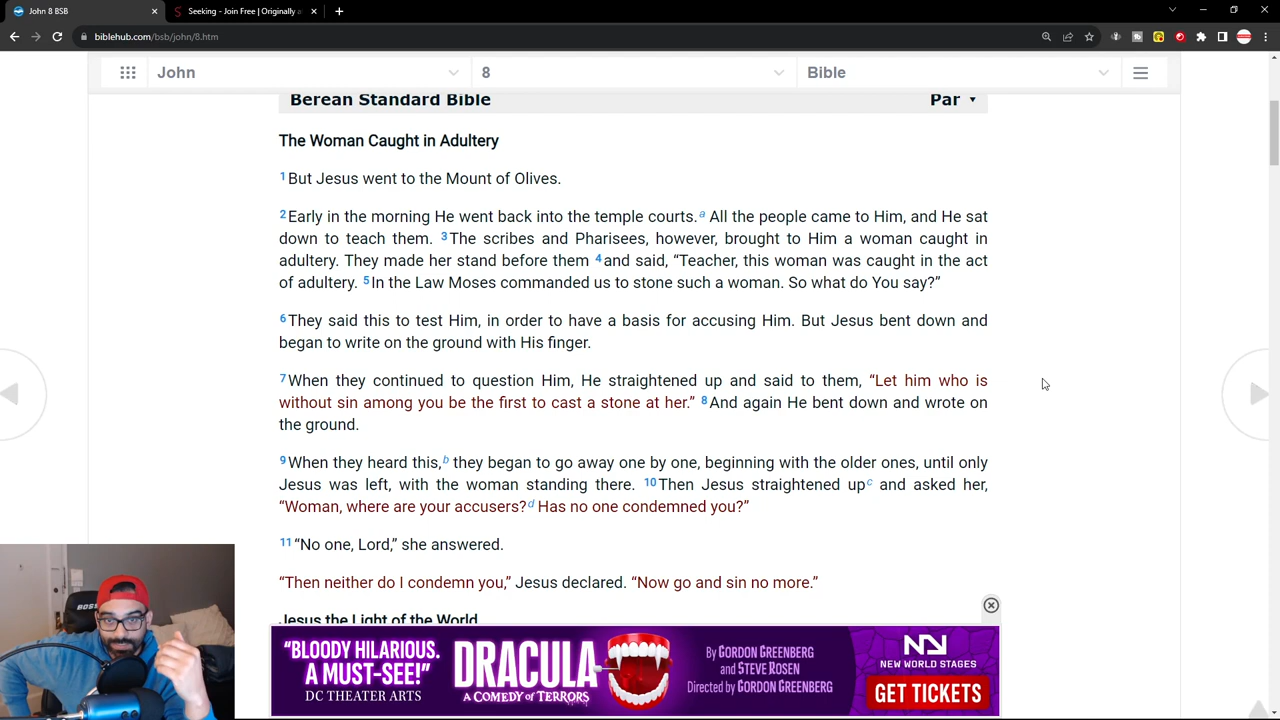 John 8 BSB
Seeking - Join Free | Originally
biblehub.com/bsb/john/8.htm
John
8
Bible
Berean Standard Bible
Par
The Woman Caught in Adultery
1 But Jesus went to the Mount of Olives.
2 Early in the morning He went back into the temple courts. a All the people came to Him, and He sat
down to teach them. 3 The scribes and Pharisees, however, brought to Him a woman caught in
adultery. They made her stand before them 4 and said, “Teacher, this woman was caught in the act
of adultery. 5 In the Law Moses commanded us to stone such a woman. So what do You say?”
6 They said this to test Him, in order to have a basis for accusing Him. But Jesus bent down and
began to write on the ground with His finger.
7 When they continued to question Him, He straightened up and said to them, “Let him who is
without sin among you be the first to cast a stone at her.” 8 And again He bent down and wrote on
the ground.
9 When they heard this, b they began to go away one by one, beginning with the older ones, until only
Jesus was left, with the woman standing there. 10 Then Jesus straightened up c and asked her,
“Woman, where are your accusers? d Has no one condemned you?”
11 “No one, Lord,” she answered.
“Then neither do I condemn you,” Jesus declared. “Now go and sin no more.”
Jesus the Light of the World
BOSS
“BLOODY HILARIOUS.
A MUST-SEE!”
DC THEATER ARTS
DRACULA
A COMEDY OF TERRORS
By GORDON GREENBERG
and STEVE ROSEN
Directed by GORDON GREENBERG
NEW WORLD STAGES
GET TICKETS